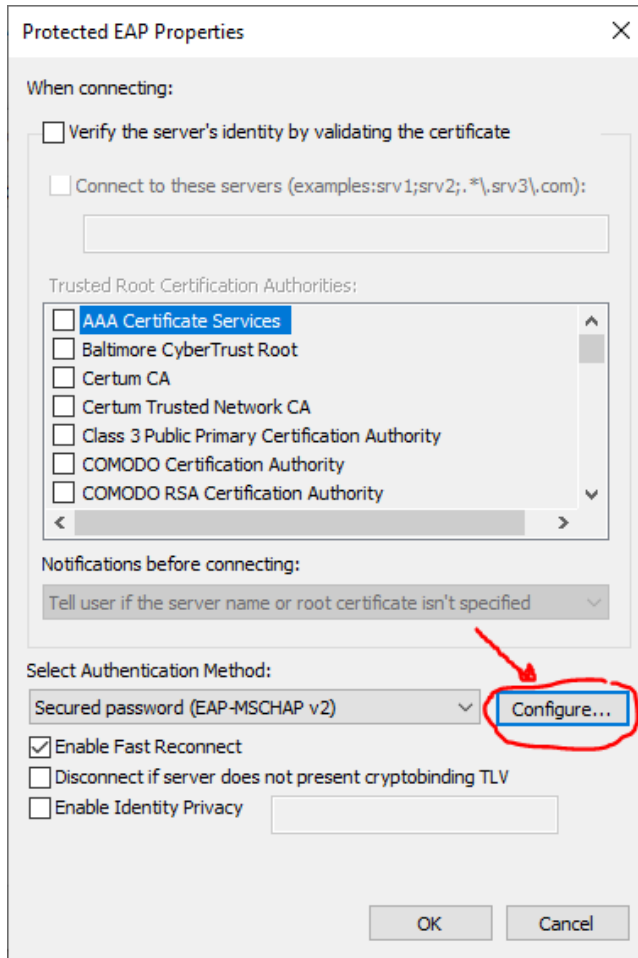 Protected EAP Properties
When connecting:
Verify the server's identity by validating the certificate
Connect to these servers (examples:srv1;srv2;.*\.srv3\.com):
Trusted Root Certification Authorities:
AAA Certificate Services
Baltimore CyberTrust Root
Certum CA
Certum Trusted Network CA
Class 3 Public Primary Certification Authority
COMODO Certification Authority
COMODO RSA Certification Authority
Notifications before connecting:
Tell user if the server name or root certificate isn't specified
Select Authentication Method:
Secured password (EAP-MSCHAP v2) Configure...
Enable Fast Reconnect
Disconnect if server does not present cryptobinding TLV
Enable Identity Privacy
OK Cancel